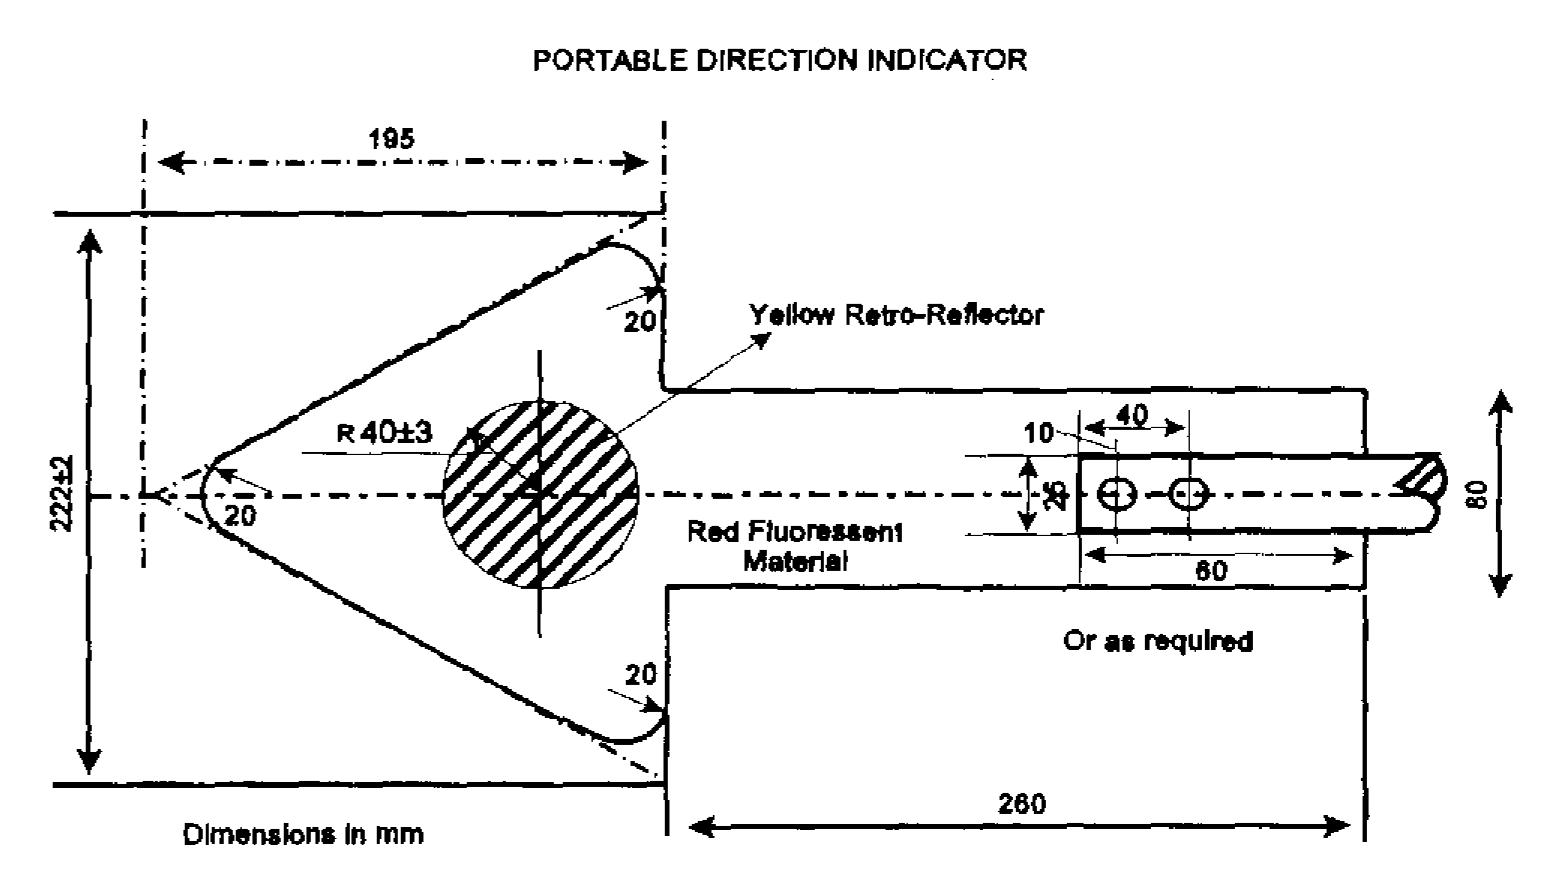 PORTABLE DIRECTION INDICATOR
195
20
Yellow Retro-Reflector
R 40±3
40
10
222±2
20
25
80
Red Fluoressent
Material
60
Or as required
20
260
Dimensions in mm